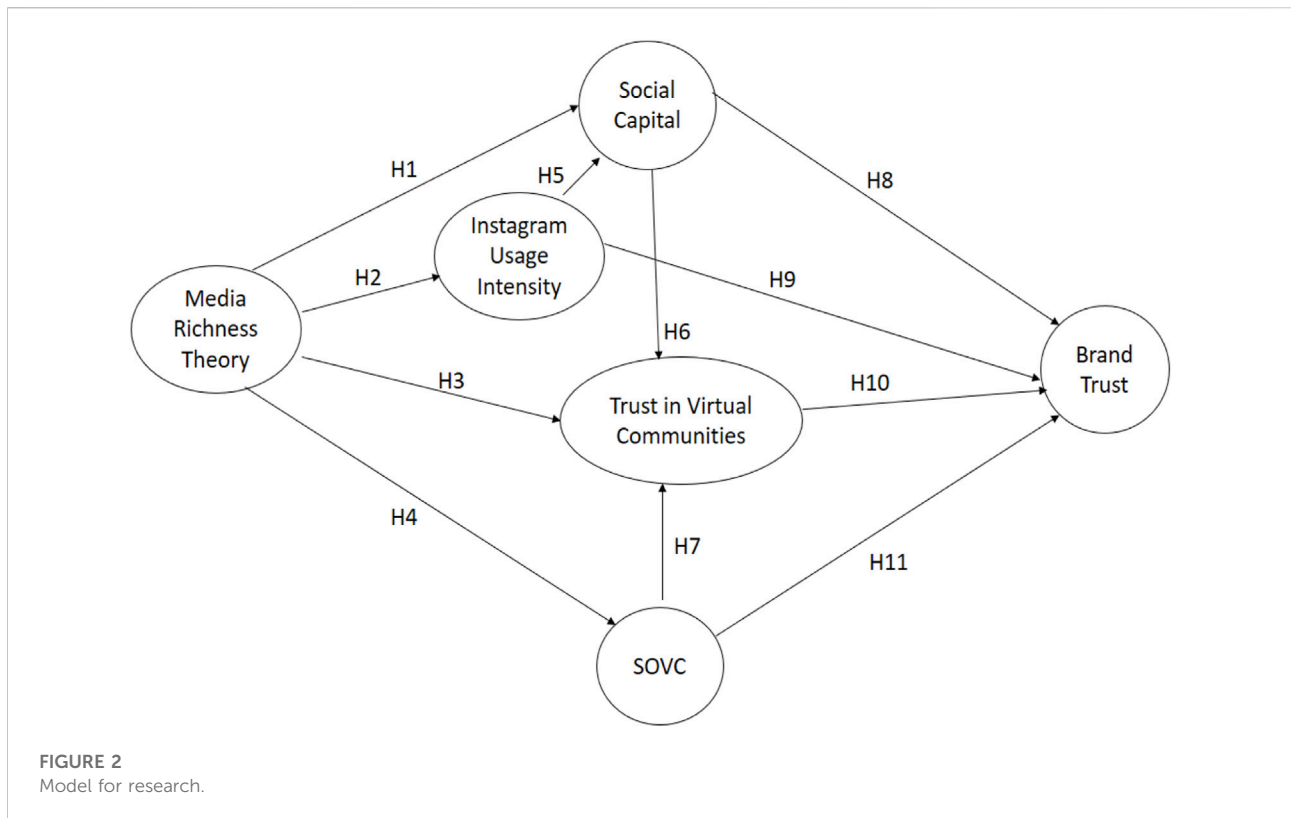 Social
Capital
H1
H5
H8
Instagram
Usage
Intensity
H2
H9
Media
Richness
Theory
H6
Brand
Trust
H3
H10
Trust in Virtual
Communities
H4
H7
H11
SOVC
FIGURE 2
Model for research.